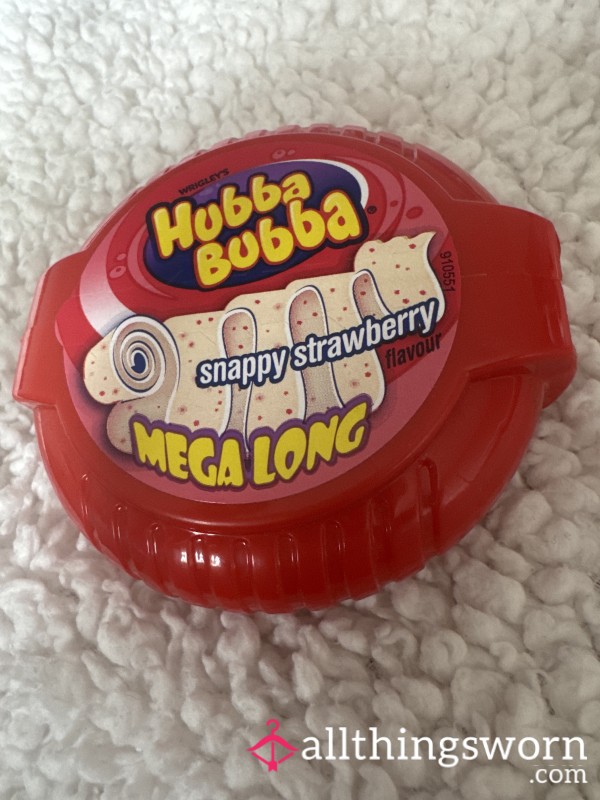 WRIGLEY'S
Hubba
Bubba®
910551
snappy strawberry
flavour
MEGA LONG
allthingsworn
.com